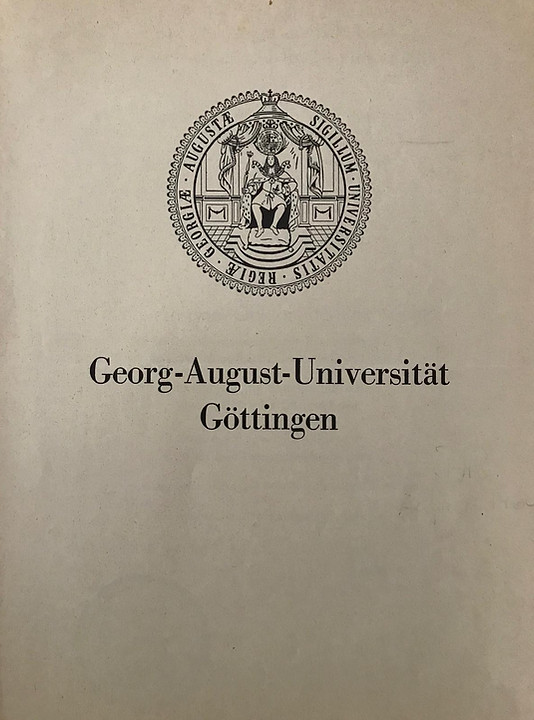 SIGILLUM · UNIVERSITATIS · REGIÆ · GEORGIÆ · AUGUSTÆ
Georg-August-Universität
Göttingen